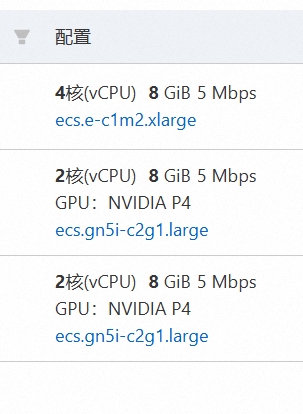 配置
4核(vCPU) 8 GiB 5 Mbps
ecs.e-c1m2.xlarge
2核(vCPU) 8 GiB 5 Mbps
GPU：NVIDIA P4
ecs.gn5i-c2g1.large
2核(vCPU) 8 GiB 5 Mbps
GPU：NVIDIA P4
ecs.gn5i-c2g1.large